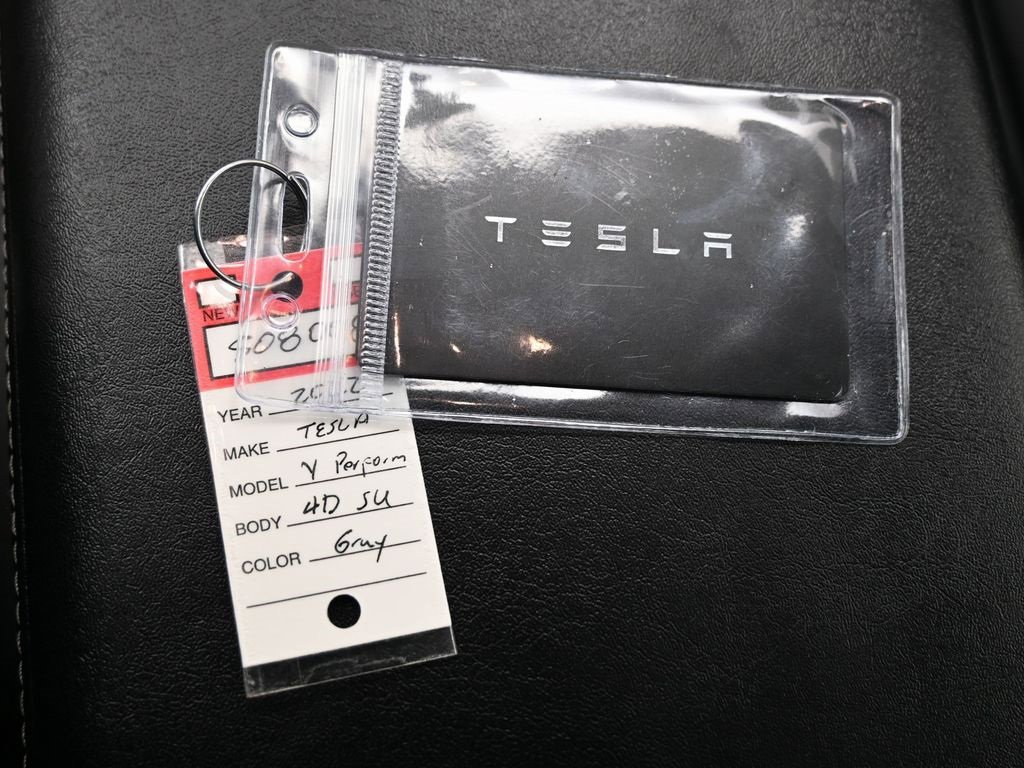 TESLA
NEW
YEAR
MAKE TESLA
MODEL Y Perform
BODY 4D SU
COLOR Gray